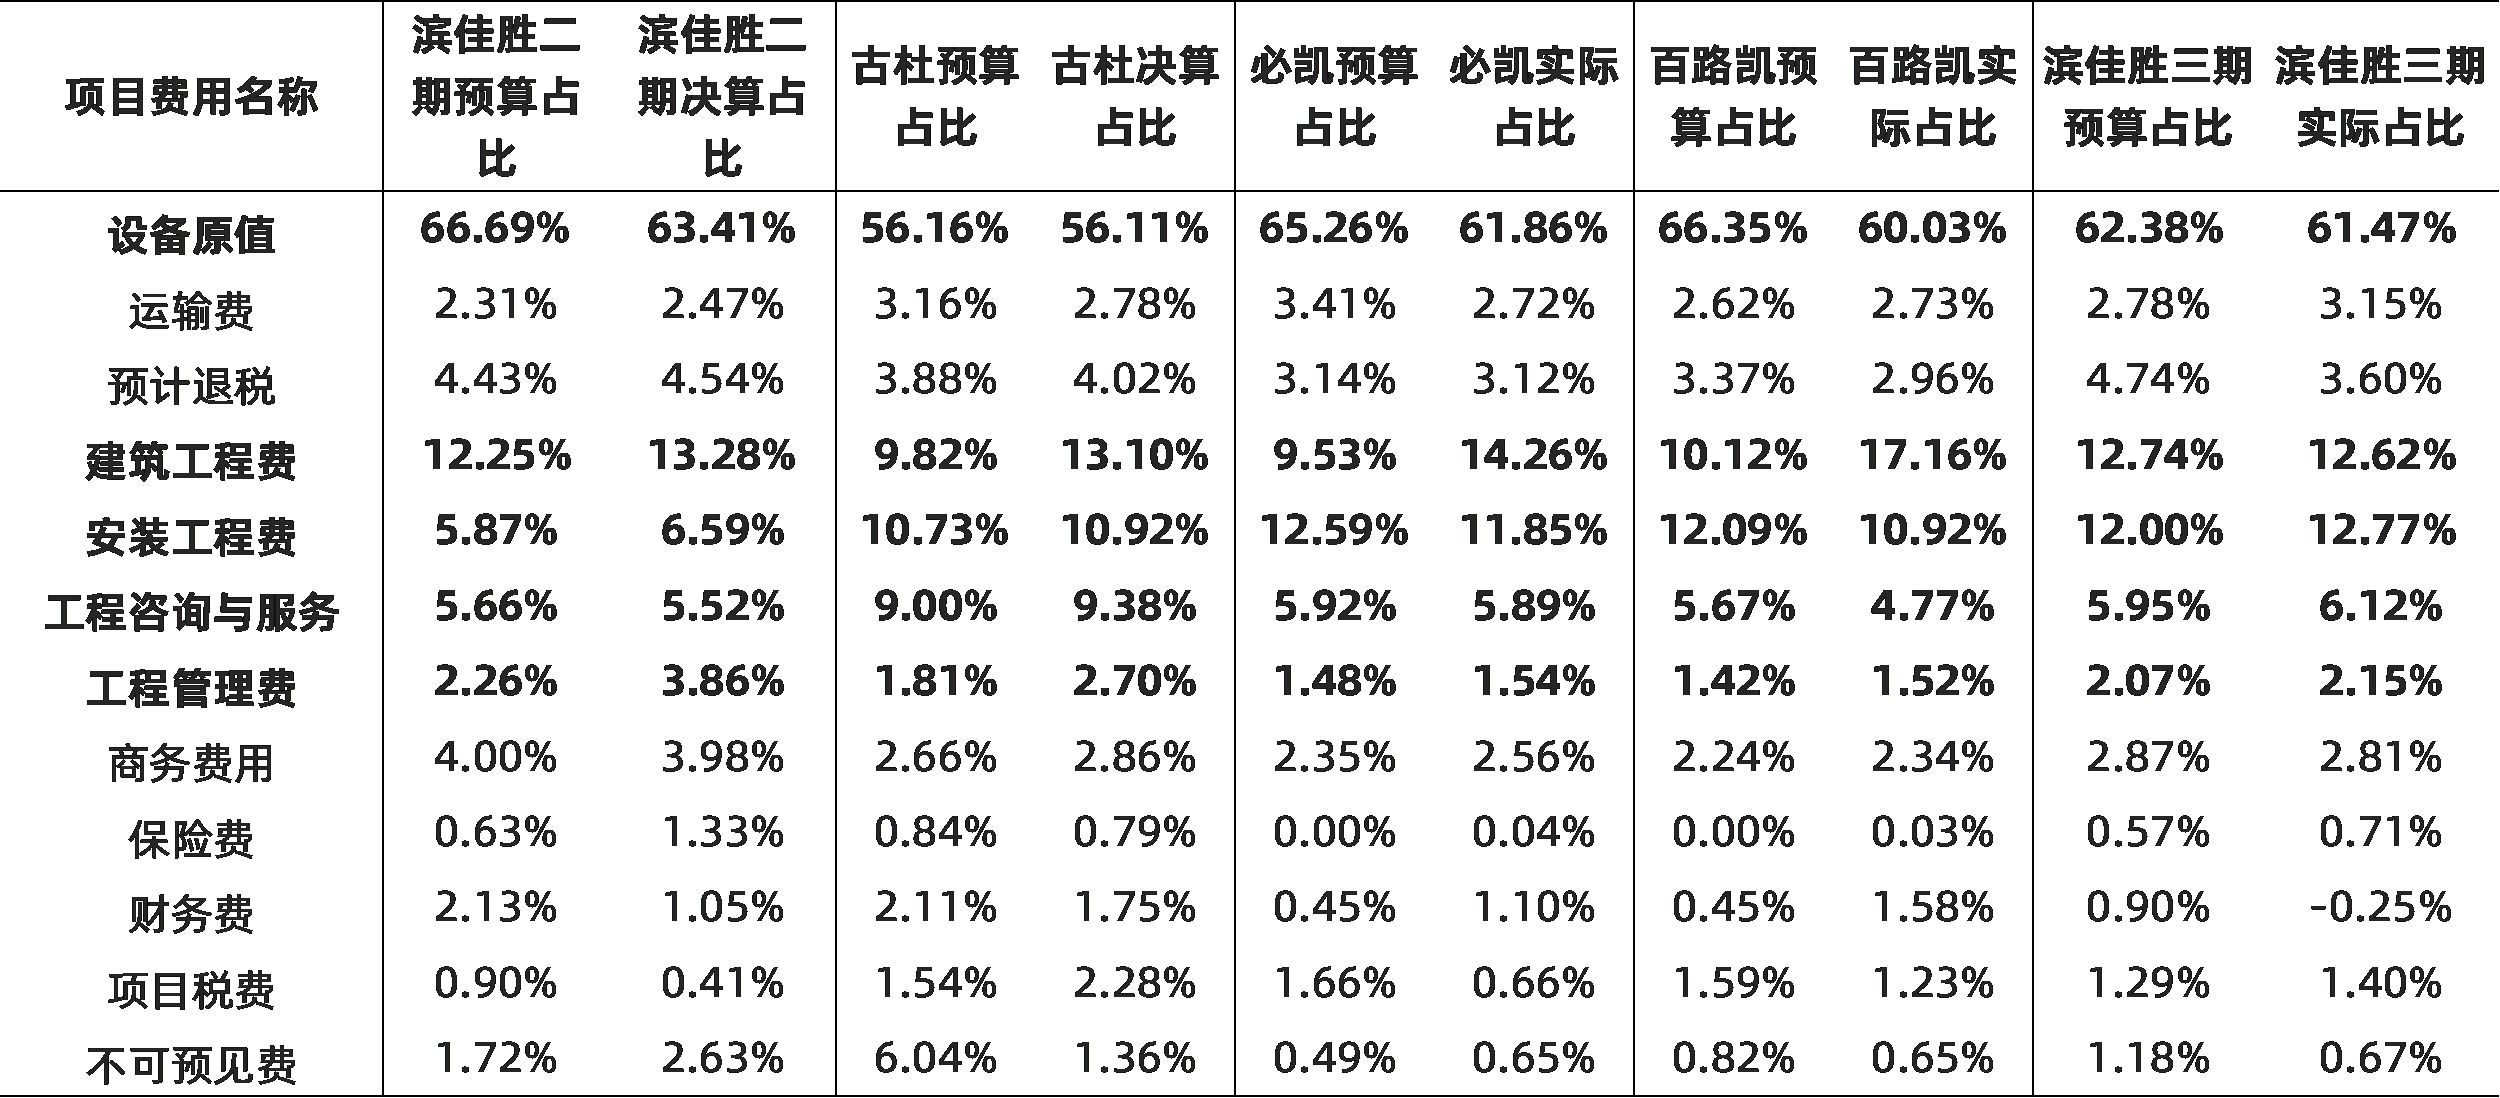 项目费用名称 滨佳胜二期预算占比 滨佳胜二期决算占比 古杜预算占比 古杜决算占比 必凯预算占比 必凯实际占比 百路凯预算占比 百路凯实际占比 滨佳胜三期预算占比 滨佳胜三期实际占比
设备原值 66.69% 63.41% 56.16% 56.11% 65.26% 61.86% 66.35% 60.03% 62.38% 61.47%
运输费 2.31% 2.47% 3.16% 2.78% 3.41% 2.72% 2.62% 2.73% 2.78% 3.15%
预计退税 4.43% 4.54% 3.88% 4.02% 3.14% 3.12% 3.37% 2.96% 4.74% 3.60%
建筑工程费 12.25% 13.28% 9.82% 13.10% 9.53% 14.26% 10.12% 17.16% 12.74% 12.62%
安装工程费 5.87% 6.59% 10.73% 10.92% 12.59% 11.85% 12.09% 10.92% 12.00% 12.77%
工程咨询与服务 5.66% 5.52% 9.00% 9.38% 5.92% 5.89% 5.67% 4.77% 5.95% 6.12%
工程管理费 2.26% 3.86% 1.81% 2.70% 1.48% 1.54% 1.42% 1.52% 2.07% 2.15%
商务费用 4.00% 3.98% 2.66% 2.86% 2.35% 2.56% 2.24% 2.34% 2.87% 2.81%
保险费 0.63% 1.33% 0.84% 0.79% 0.00% 0.04% 0.00% 0.03% 0.57% 0.71%
财务费 2.13% 1.05% 2.11% 1.75% 0.45% 1.10% 0.45% 1.58% 0.90% -0.25%
项目税费 0.90% 0.41% 1.54% 2.28% 1.66% 0.66% 1.59% 1.23% 1.29% 1.40%
不可预见费 1.72% 2.63% 6.04% 1.36% 0.49% 0.65% 0.82% 0.65% 1.18% 0.67%